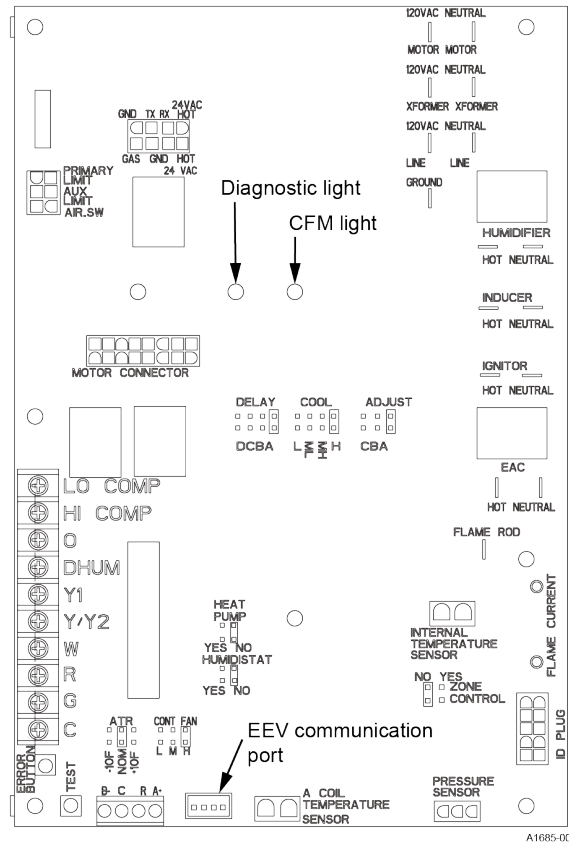 120VAC NEUTRAL
MOTOR MOTOR
120VAC NEUTRAL
XFORMER XFORMER
120VAC NEUTRAL
LINE LINE
GROUND
24VAC
GND TX RX HOT
GAS GND HOT
24 VAC
PRIMARY
LIMIT
AUX
LIMIT
AIR.SW
Diagnostic light
CFM light
HUMIDIFIER
HOT NEUTRAL
INDUCER
HOT NEUTRAL
IGNITOR
HOT NEUTRAL
MOTOR CONNECTOR
DELAY COOL ADJUST
DCBA L ML MH H CBA
EAC
HOT NEUTRAL
FLAME ROD
LO COMP
HI COMP
O
DHUM
Y1
Y/Y2
W
R
G
C
HEAT
PUMP
YES NO
HUMIDISTAT
YES NO
INTERNAL
TEMPERATURE
SENSOR
FLAME CURRENT
NO YES
ZONE
CONTROL
ID PLUG
ATR
-10F NOM +10F
CONT FAN
L M H
EEV communication
port
ERROR
BUTTON
TEST
B- C R A+
A COIL
TEMPERATURE
SENSOR
PRESSURE
SENSOR
A1685-00